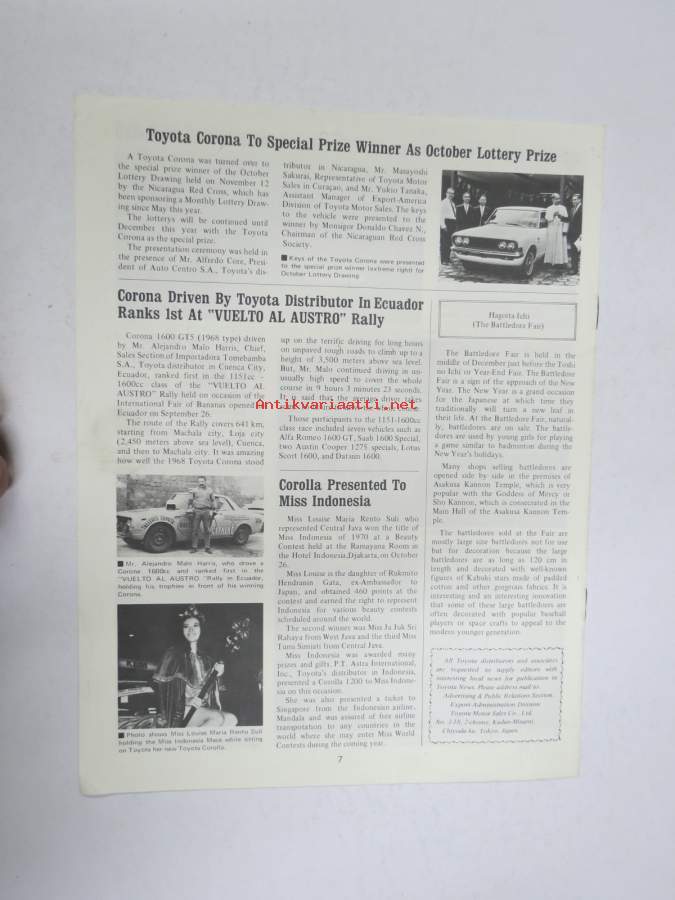 Toyota Corona To Special Prize Winner As October Lottery Prize
A Toyota Corona was turned over to
the special prize winner of the October
Lottery Drawing held on November 12
by the Nicaragua Red Cross, which has
been sponsoring a Monthly Lottery Draw-
ing since May this year.
The lotterys will be continued until
December this year with the Toyota
Corona as the special prize.
The presentation ceremony was held in
the presence of Mr. Alfredo Cere, Presi-
dent of Auto Centro S.A., Toyota's dis-
tributor in Nicaragua, Mr. Masayoshi
Sakurai, Representative of Toyota Motor
Sales in Curaçao, and Mr. Yukio Tanaka,
Assistant Manager of Export-America
Division of Toyota Motor Sales. The keys
to the vehicle were presented to the
winner by Monsigor Donaldo Chavez N.,
Chairman of the Nicaraguan Red Cross
Society.
■ Keys of the Toyota Corona were presented
to the special prize winner (extreme right) for
October Lottery Drawing.
Corona Driven By Toyota Distributor In Ecuador
Ranks 1st At "VUELTO AL AUSTRO" Rally
Corona 1600 GT5 (1968 type) driven
by Mr. Alejandro Malo Harris, Chief,
Sales Section of Importadora Tomebamba
S.A., Toyota distributor in Cuenca City,
Ecuador, ranked first in the 1151cc -
1600cc class of the "VUELTO AL
AUSTRO" Rally held on occasion of the
International Fair of Bananas opened
Ecuador on September 26.
The route of the Rally covers 641 km,
starting from Machala city, Loja city
(2,450 meters above sea level), Cuenca,
and then to Machala city. It was amazing
how well the 1968 Toyota Corona stood
up on the terrific driving for long hours
on unpaved rough roads to climb up to a
height of 3,500 meters above sea level.
But, Mr. Malo continued driving in un-
usually high speed to cover the whole
course in 9 hours 3 minutes 23 seconds.
It is said that the average driver takes
Antikvariaatti.net
Those participants to the 1151-1600cc
class race included seven vehicles such as
Alfa Romeo 1600 GT, Saab 1600 Special,
two Austin Cooper 1275 specials, Lotus
Scort 1600, and Datsun 1600.
■ Mr. Alejandro Malo Harris, who drove a
Corona 1600cc and ranked first in the
"VUELTO AL AUSTRO" Rally in Ecuador,
holding his trophies in front of his winning
Corona.
■ Photo shows Miss Louise Maria Rento Suli
holding the Miss Indonesia Mace while sitting
on Toyota her new Toyota Corolla.
Corolla Presented To
Miss Indonesia
Miss Louise Maria Rento Suli who
represented Central Java won the title of
Miss Indonesia of 1970 at a Beauty
Contest held at the Ramayana Room in
the Hotel Indonesia, Djakarta, on October
26.
Miss Louise is the daughter of Rukmito
Hendranin Gata, ex-Ambassador to
Japan, and obtained 460 points at the
contest and earned the right to represent
Indonesia for various beauty contests
scheduled around the world.
The second winner was Miss Ja Juk Sri
Rahaya from West Java and the third Miss
Tutu Sumiati from Central Java.
Miss Indonesia was awarded many
prizes and gifts. P.T. Astra International,
Inc., Toyota's distributor in Indonesia,
presented a Corolla 1200 to Miss Indone-
sia on this occasion.
She was also presented a ticket to
Singapore from the Indonesian airline,
Mandala and was assured of free airline
transportation to any countries in the
world where she may enter Miss World
Contests during the coming year.
Hagoita Ichi
(The Battledore Fair)
The Battledore Fair is held in the
middle of December just before the Toshi
no Ichi or Year-End Fair. The Battledore
Fair is a sign of the approach of the New
Year. The New Year is a grand occasion
for the Japanese at which time they
traditionally will turn a new leaf in
their life. At the Battledore Fair, natural-
ly, battledores are on sale. The battle-
dores are used by young girls for playing
a game similar to badminton during the
New Year's holidays.
Many shops selling battledores are
opened side by side in the premises of
Asakusa Kannon Temple, which is very
popular with the Goddess of Mercy or
Sho Kannon, which is consecrated in the
Main Hall of the Asakusa Kannon Tem-
ple.
The battledores sold at the Fair are
mostly large size battledores not for use
but for decoration because the large
battledores are as long as 120 cm in
length and decorated with well-known
figures of Kabuki stars made of padded
cotton and other gorgeous fabrics. It is
interesting and an interesting innovation
that some of these large battledores are
often decorated with popular baseball
players or space crafts to appeal to the
modern younger generation.
All Toyota distributors and associates
are requested to supply editors with
interesting local news for publication in
Toyota News. Please address mail to:
Advertising & Public Relations Section
Export Administration Division
Toyota Motor Sales Co., Ltd.
No. 3-18, 2-chome, Kudan-Minami,
Chiyoda-ku, Tokyo, Japan.
7